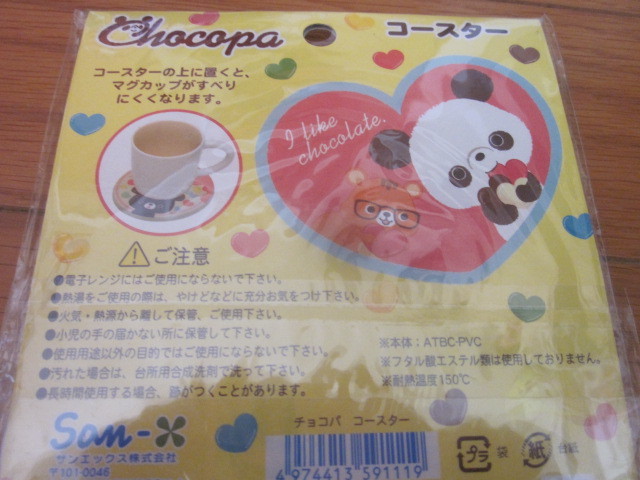 Chocopa
コースター
コースターの上に置くと、
マグカップがすべり
にくくなります。
I like
chocolate.
ご注意
●電子レンジにはご使用にならないで下さい。
●熱湯をご使用の際は、やけどなどに充分お気をつけ下さい。
●火気・熱源から離して保管、ご使用下さい。
●小児の手の届かない所に保管して下さい。
●使用用途以外の目的ではご使用にならないで下さい。
●汚れた場合は、台所用合成洗剤で洗って下さい。
●長時間使用する場合、跡がつくことがあります。
※本体：ATBC-PVC
※フタル酸エステル類は使用しておりません。
※耐熱温度150℃
San-X
サンエックス株式会社
〒101-0046
チョコパ コースター
4974413591119
プラ 袋
紙 台紙